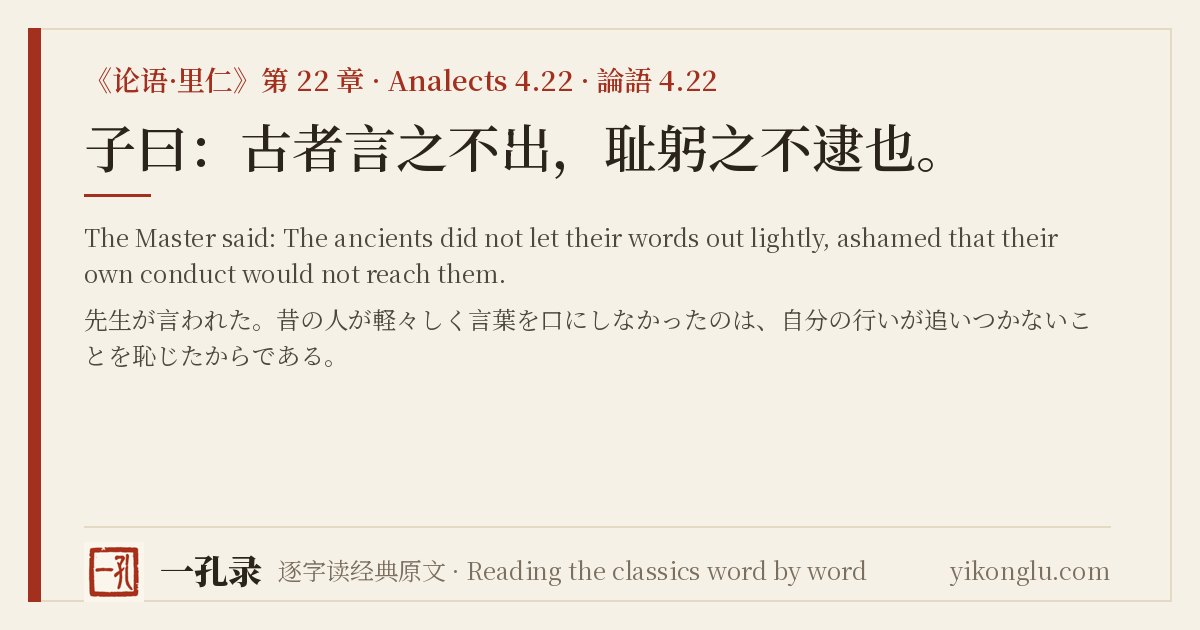 《论语·里仁》第 22 章 · Analects 4.22 · 論語 4.22
子曰：古者言之不出，耻躬之不逮也。
The Master said: The ancients did not let their words out lightly, ashamed that their
own conduct would not reach them.
先生が言われた。昔の人が軽々しく言葉を口にしなかったのは、自分の行いが追いつかないこ
とを恥じたからである。
一孔
一孔录 逐字读经典原文 · Reading the classics word by word yikonglu.com